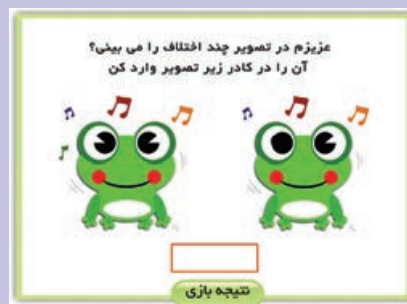 عزیزم در تصویر چند اختلاف را می بینی؟
آن را در کادر زیر تصویر وارد کن
نتیجه بازی